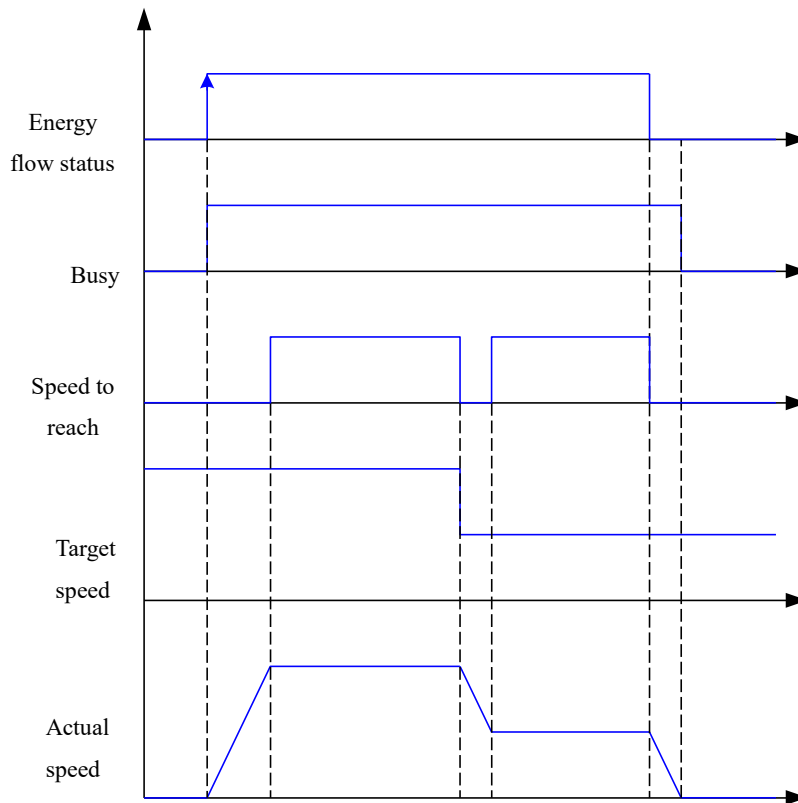 Energy
flow status
Busy
Speed to
reach
Target
speed
Actual
speed